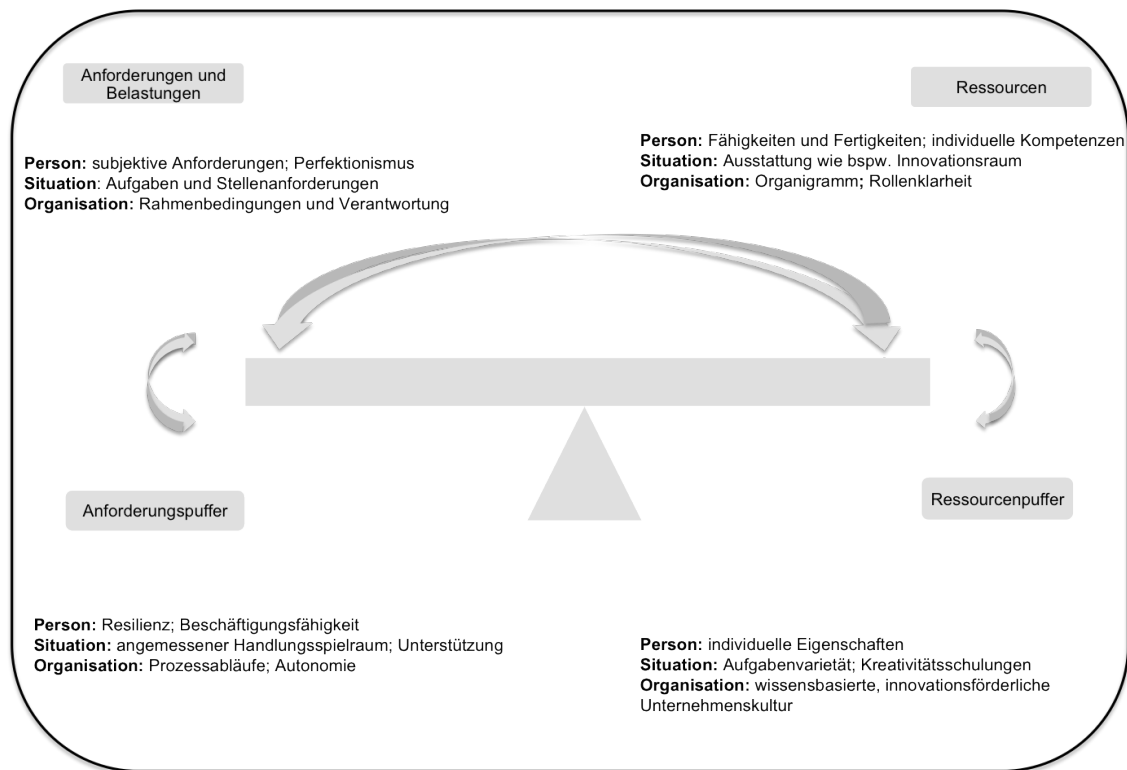 Anforderungen und
Belastungen
Ressourcen
Person: subjektive Anforderungen; Perfektionismus
Situation: Aufgaben und Stellenanforderungen
Organisation: Rahmenbedingungen und Verantwortung
Person: Fähigkeiten und Fertigkeiten; individuelle Kompetenzen
Situation: Ausstattung wie bspw. Innovationsraum
Organisation: Organigramm; Rollenklarheit
Anforderungspuffer
Ressourcenpuffer
Person: Resilienz; Beschäftigungsfähigkeit
Situation: angemessener Handlungsspielraum; Unterstützung
Organisation: Prozessabläufe; Autonomie
Person: individuelle Eigenschaften
Situation: Aufgabenvarietät; Kreativitätsschulungen
Organisation: wissensbasierte, innovationsförderliche
Unternehmenskultur